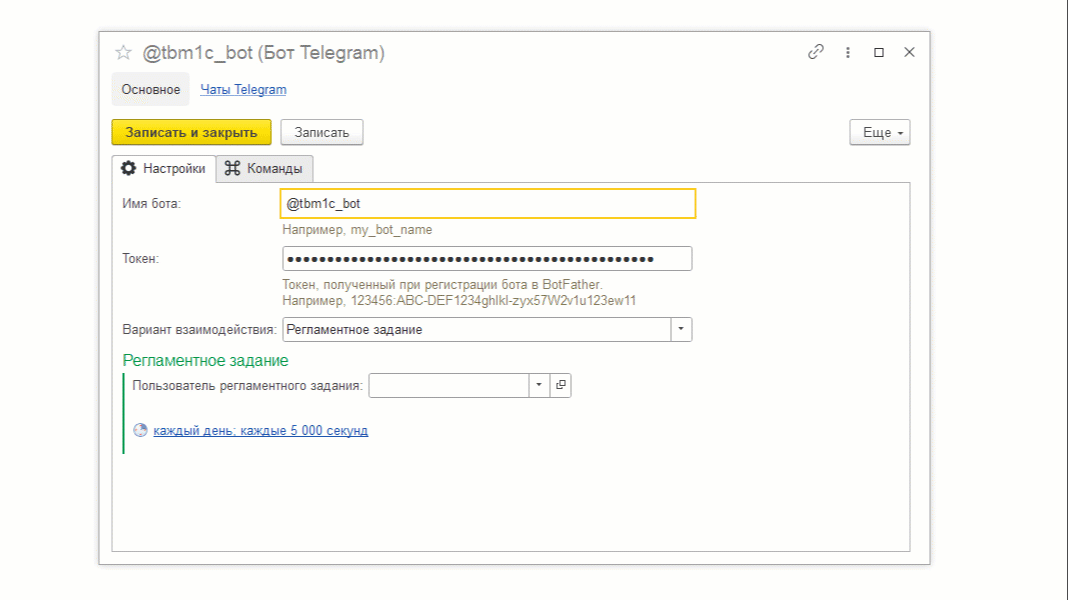 @tbm1c_bot (Бот Telegram)
Основное Чаты Telegram
Записать и закрыть Записать Еще
Настройки Команды
Имя бота: @tbm1c_bot
Например, my_bot_name
Токен: ●●●●●●●●●●●●●●●●●●●●●●●●●●●●●●●●●●●●●●●●●●●●●●
Токен, полученный при регистрации бота в BotFather.
Например, 123456:ABC-DEF1234ghIkl-zyx57W2v1u123ew11
Вариант взаимодействия: Регламентное задание
Регламентное задание
Пользователь регламентного задания:
каждый день; каждые 5 000 секунд